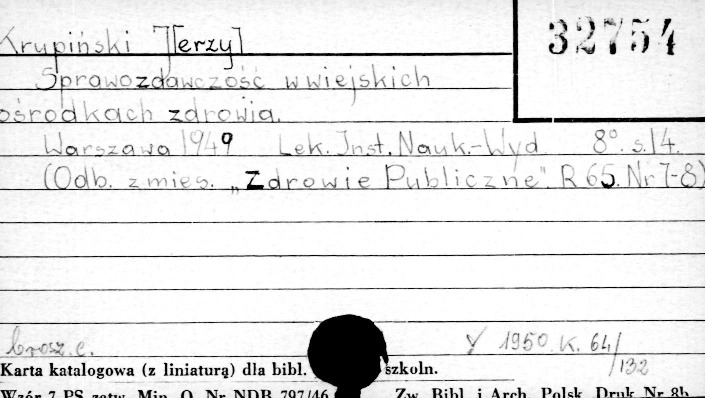 Krupiński J[erzy]
32754
Sprawozdawczość w wiejskich
ośrodkach zdrowia.
Warszawa 1949 Lek. Inst. Nauk.-Wyd. 8°. s. 14.
(Odb. z mies. „Zdrowie Publiczne". R 65. Nr 7-8)
brosz. c.
1950. K. 64/132
Karta katalogowa (z liniaturą) dla bibl. szkoln.
Wzór 7 PS zatw. Min. O. Nr NDB 797/46 Zw. Bibl. i Arch. Polsk. Druk Nr 8b